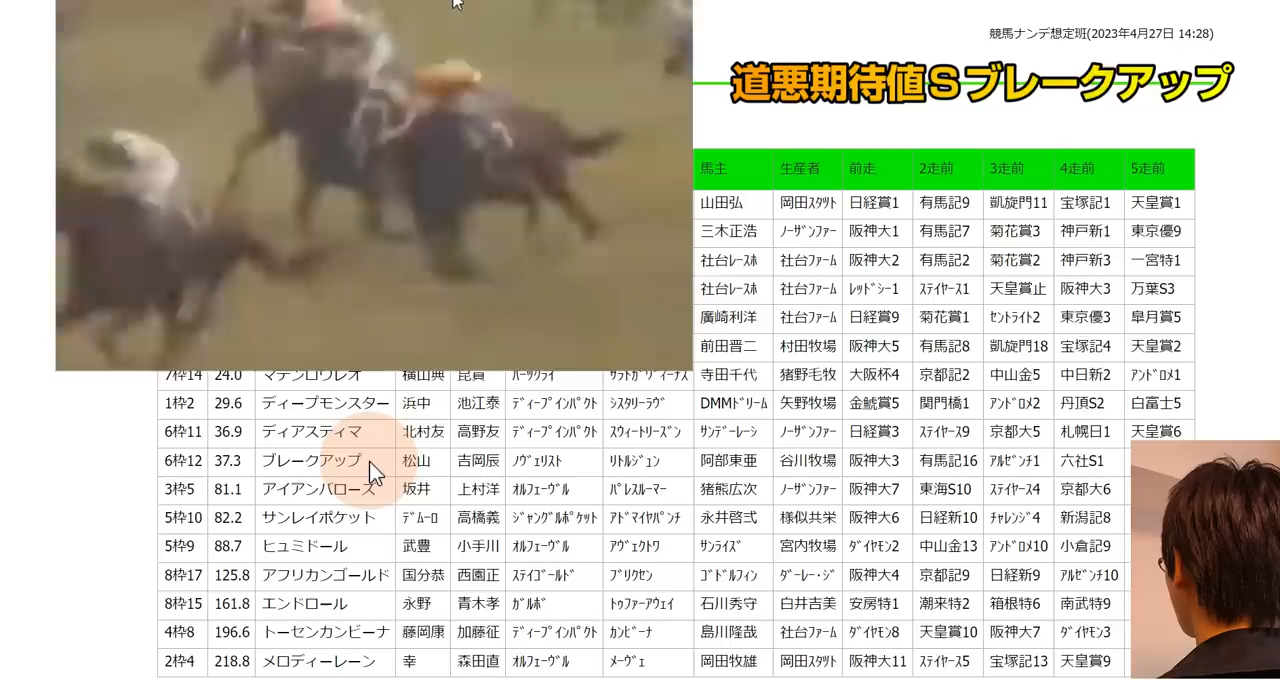 競馬ナンデ想定班(2023年4月27日 14:28)
道悪期待値Sブレークアップ
馬主 生産者 前走 2走前 3走前 4走前 5走前
山田弘 岡田ｽﾀﾂﾄ 日経賞1 有馬記9 凱旋門11 宝塚記1 天皇賞1
三木正浩 ﾉｰｻﾞﾝﾌｧｰ 阪神大1 有馬記7 菊花賞3 神戸新1 東京優9
社台ﾚｰｽﾎ 社台ﾌｧｰﾑ 阪神大2 有馬記2 菊花賞2 神戸新3 一宮特1
社台ﾚｰｽﾎ 社台ﾌｧｰﾑ ﾚｯﾄﾞｼｰ1 ｽﾃｲﾔｰｽ1 天皇賞止 阪神大3 万葉S3
廣崎利洋 社台ﾌｧｰﾑ 日経賞9 菊花賞1 ｾﾝﾄﾗｲﾄ2 東京優3 皐月賞5
前田晋二 村田牧場 阪神大5 有馬記8 凱旋門18 宝塚記4 天皇賞2
7枠14 24.0 マテンロウレオ 横山典 昆貢 ﾊｰﾂｸﾗｲ ｻﾗﾄｶﾞｳﾞｨｰﾅｽ 寺田千代 猪野毛牧 大阪杯4 京都記2 中山金5 中日新2 ｱﾝﾄﾞﾛﾒ1
1枠2 29.6 ディープモンスター 浜中 池江泰 ﾃﾞｨｰﾌﾟｲﾝﾊﾟｸﾄ ｼｽﾀﾘｰﾗｳﾞ DMMﾄﾞﾘｰﾑ 矢野牧場 金鯱賞5 関門橋1 ｱﾝﾄﾞﾛﾒ2 丹頂S2 白富士5
6枠11 36.9 ディアスティマ 北村友 高野友 ﾃﾞｨｰﾌﾟｲﾝﾊﾟｸﾄ ｽｳｨｰﾄﾘｰｽﾞﾝ ｻﾝﾃﾞｰﾚｰｼ ﾉｰｻﾞﾝﾌｧｰ 日経賞3 ｽﾃｲﾔｰｽ9 京都大5 札幌日1 天皇賞6
6枠12 37.3 ブレークアップ 松山 吉岡辰 ﾉｳﾞｪﾘｽﾄ ﾘﾄﾙｼﾞｭﾝ 阿部東亜 谷川牧場 阪神大3 有馬記16 ｱﾙｾﾞﾝﾁ1 六社S1
3枠5 81.1 アイアンバローズ 坂井 上村洋 ｵﾙﾌｪｰｳﾞﾙ ﾊﾟﾚｽﾙｰﾏｰ 猪熊広次 ﾉｰｻﾞﾝﾌｧｰ 阪神大7 東海S10 ｽﾃｲﾔｰｽ4 京都大6
5枠10 82.2 サンレイポケット ﾃﾞﾑｰﾛ 高橋義 ｼﾞｬﾝｸﾞﾙﾎﾟｹｯﾄ ｱﾄﾞﾏｲﾔﾊﾟﾝﾁ 永井啓弍 様似共栄 阪神大6 日経新10 ﾁｬﾚﾝｼﾞ4 新潟記8
5枠9 88.7 ヒュミドール 武豊 小手川 ｵﾙﾌｪｰｳﾞﾙ ｱｳﾞｪｸﾄﾜ ｻﾝﾗｲｽﾞ 宮内牧場 ﾀﾞｲﾔﾓﾝ2 中山金13 ｱﾝﾄﾞﾛﾒ10 小倉記9
8枠17 125.8 アフリカンゴールド 国分恭 西園正 ｽﾃｲｺﾞｰﾙﾄﾞ ﾌﾞﾘｸｾﾝ ｺﾞﾄﾞﾙﾌｨﾝ ﾀﾞｰﾚｰ･ｼﾞ 阪神大4 京都記9 日経新9 ｱﾙｾﾞﾝﾁ10
8枠15 161.8 エンドロール 永野 青木孝 ｶﾞﾙﾎﾞ ﾄｩﾌｧｰｱｳｪｲ 石川秀守 白井吉美 安房特1 潮来特2 箱根特6 南武特9
4枠8 196.6 トーセンカンビーナ 藤岡康 加藤征 ﾃﾞｨｰﾌﾟｲﾝﾊﾟｸﾄ ｶﾝﾋﾞｰﾅ 島川隆哉 社台ﾌｧｰﾑ ﾀﾞｲﾔﾓﾝ8 天皇賞10 阪神大7 ﾀﾞｲﾔﾓﾝ3
2枠4 218.8 メロディーレーン 幸 森田直 ｵﾙﾌｪｰｳﾞﾙ ﾒｰｳﾞｪ 岡田牧雄 岡田ｽﾀﾂﾄ 阪神大11 ｽﾃｲﾔｰｽ5 宝塚記13 天皇賞9